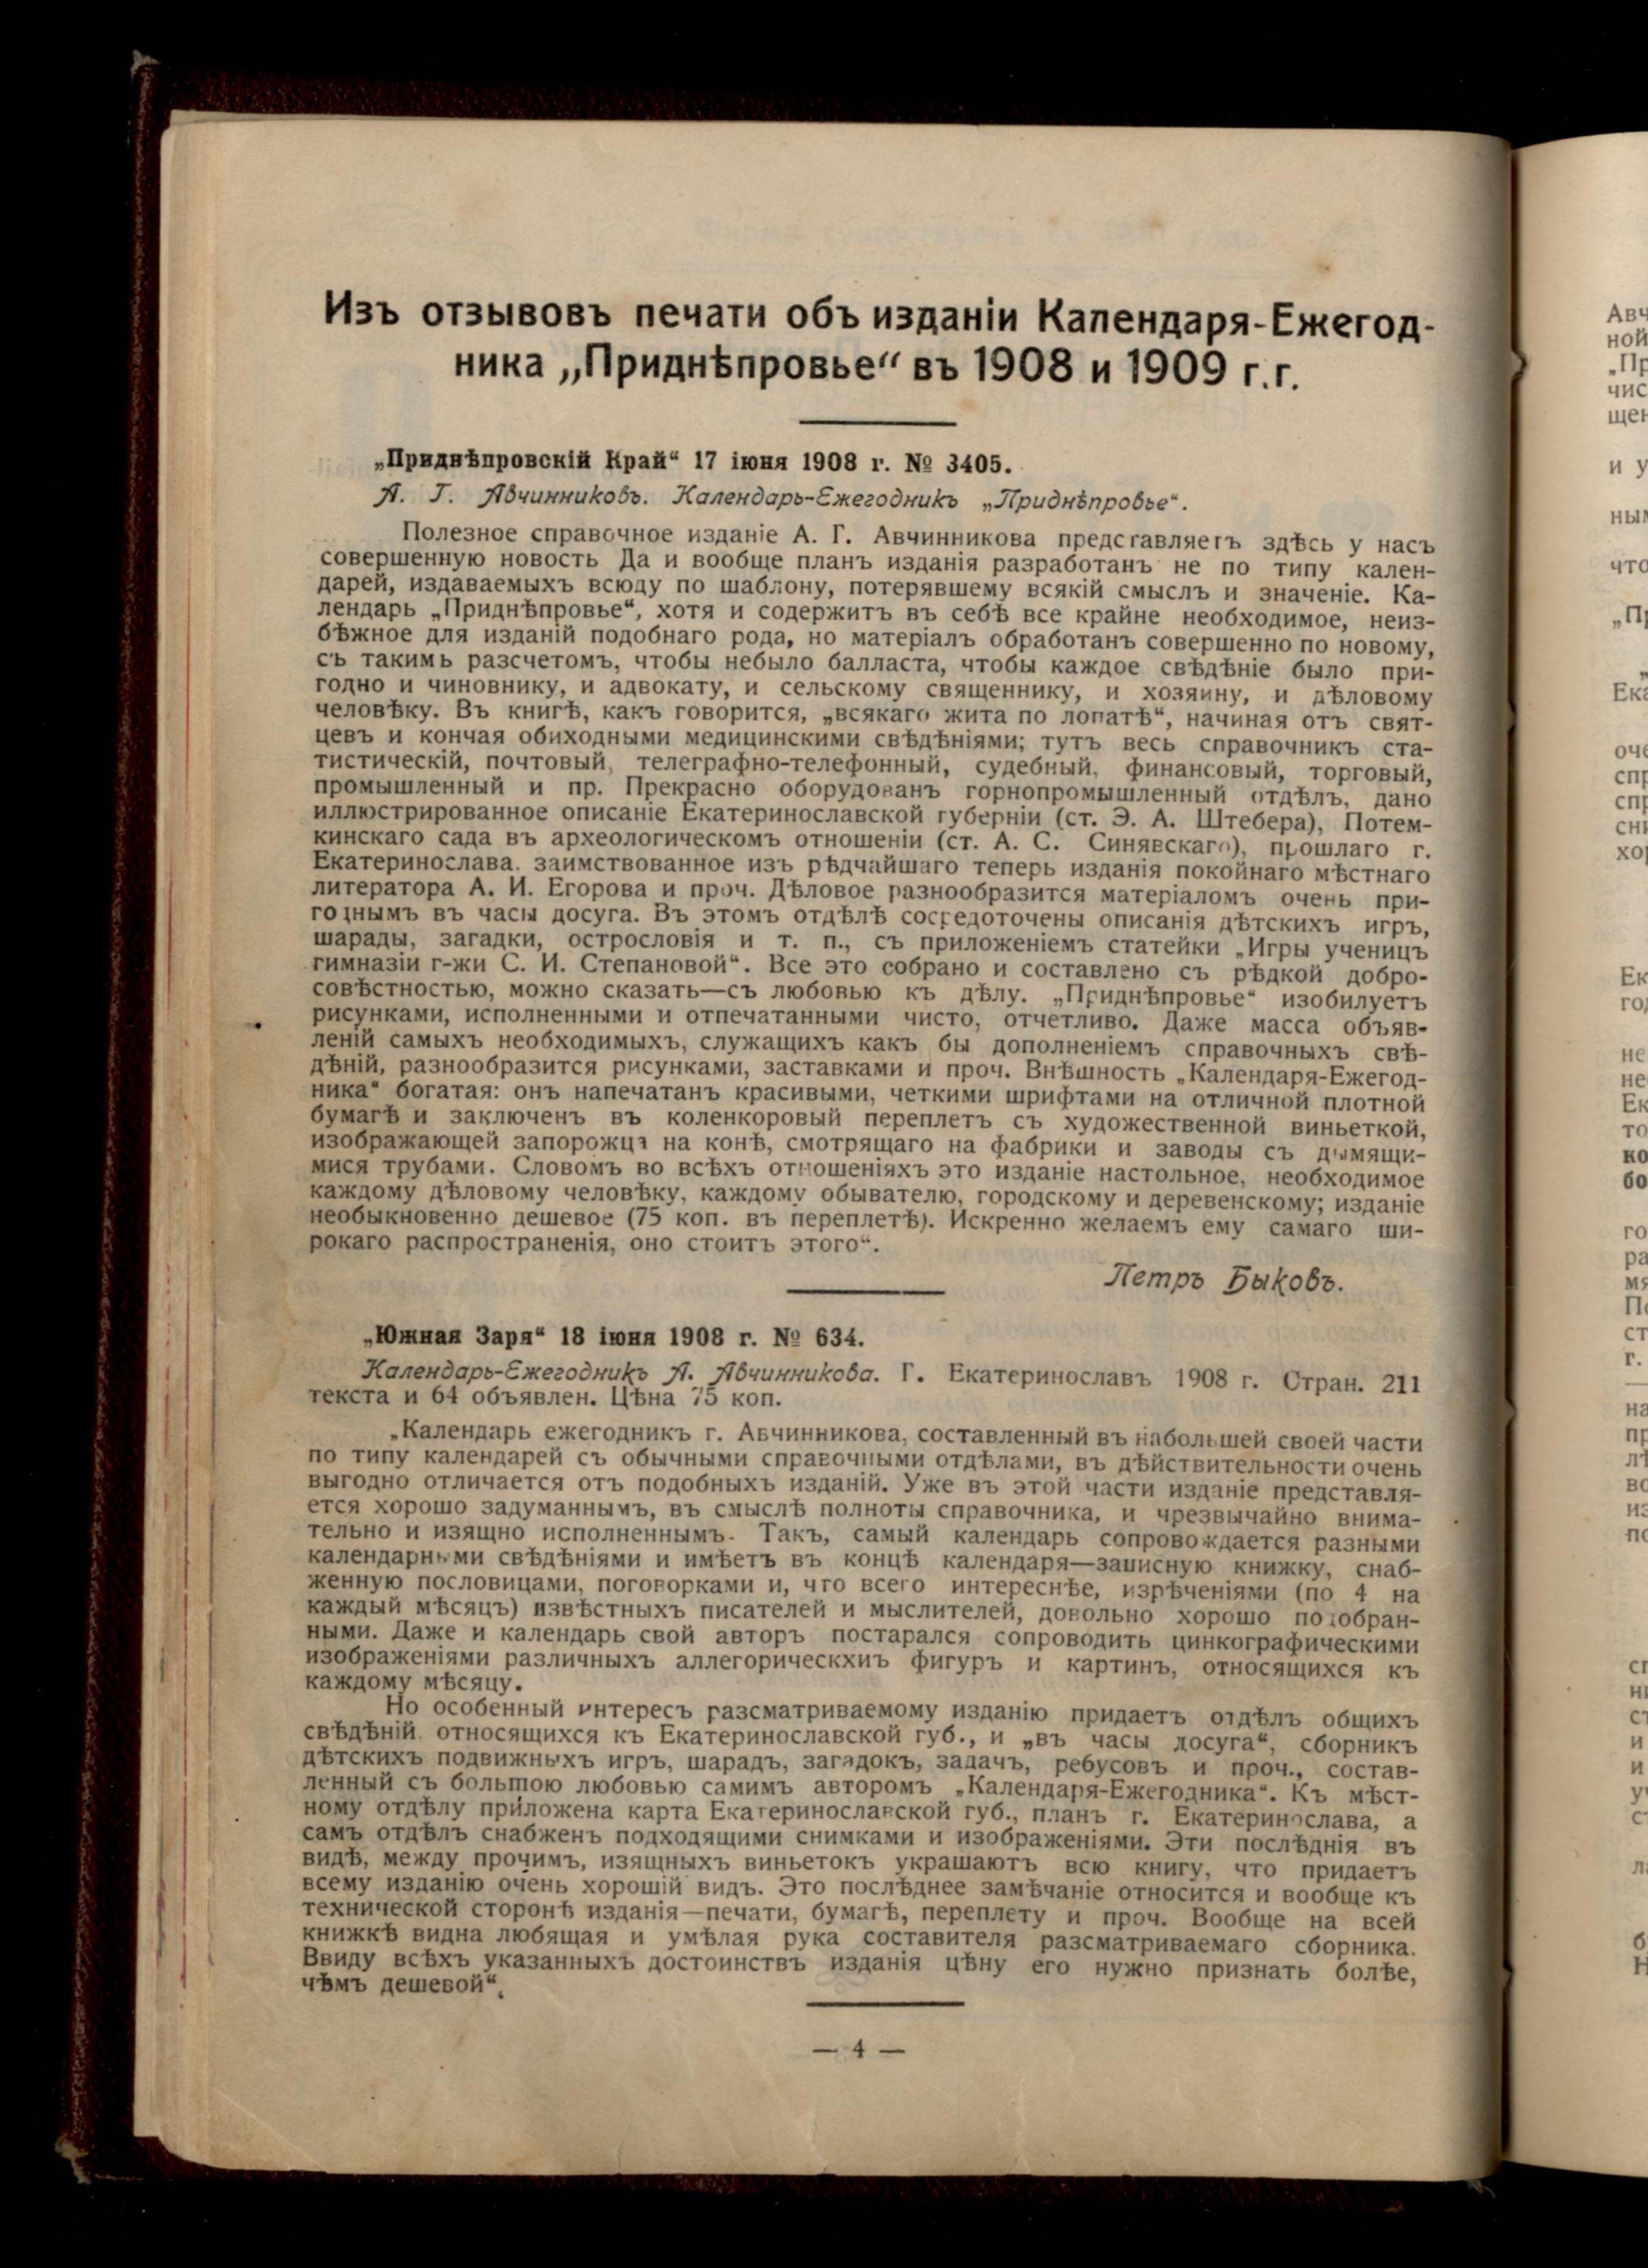 Изъ отзывовъ печати объ изданіи Календаря-Ежегод-
ника „Приднѣпровье“ въ 1908 и 1909 г.г.
„Приднѣпровскій Край“ 17 іюня 1908 г. № 3405.
А. Г. Авчинниковъ. Календарь-Ежегодникъ „Приднѣпровье“.
Полезное справочное изданіе А. Г. Авчинникова представляетъ здѣсь у насъ
совершенную новость Да и вообще планъ изданія разработанъ не по типу кален-
дарей, издаваемыхъ всюду по шаблону, потерявшему всякій смыслъ и значеніе. Ка-
лендарь „Приднѣпровье“, хотя и содержитъ въ себѣ все крайне необходимое, неиз-
бѣжное для изданій подобнаго рода, но матеріалъ обработанъ совершенно по новому,
съ такимъ разсчетомъ, чтобы небыло балласта, чтобы каждое свѣдѣніе было при-
годно и чиновнику, и адвокату, и сельскому священнику, и хозяину, и дѣловому
человѣку. Въ книгѣ, какъ говорится, „всякаго жита по лопатѣ“, начиная отъ свят-
цевъ и кончая обиходными медицинскими свѣдѣніями; тутъ весь справочникъ ста-
тистическій, почтовый, телеграфно-телефонный, судебный, финансовый, торговый,
промышленный и пр. Прекрасно оборудованъ горнопромышленный отдѣлъ, дано
иллюстрированное описаніе Екатеринославской губерніи (ст. Э. А. Штебера), Потем-
кинскаго сада въ археологическомъ отношеніи (ст. А. С. Синявскаго), прошлаго г.
Екатеринослава. заимствованное изъ рѣдчайшаго теперь изданія покойнаго мѣстнаго
литератора А. И. Егорова и проч. Дѣловое разнообразится матеріаломъ очень при-
годнымъ въ часы досуга. Въ этомъ отдѣлѣ сосредоточены описанія дѣтскихъ игръ,
шарады, загадки, острословія и т. п., съ приложеніемъ статейки „Игры ученицъ
гимназіи г-жи С. И. Степановой“. Все это собрано и составлено съ рѣдкой добро-
совѣстностью, можно сказать—съ любовью къ дѣлу. „Приднѣпровье“ изобилуетъ
рисунками, исполненными и отпечатанными чисто, отчетливо. Даже масса объяв-
леній самыхъ необходимыхъ, служащихъ какъ бы дополненіемъ справочныхъ свѣ-
дѣній, разнообразится рисунками, заставками и проч. Внѣшность „Календаря-Ежегод-
ника“ богатая: онъ напечатанъ красивыми, четкими шрифтами на отличной плотной
бумагѣ и заключенъ въ коленкоровый переплетъ съ художественной виньеткой,
изображающей запорожца на конѣ, смотрящаго на фабрики и заводы съ дымящи-
мися трубами. Словомъ во всѣхъ отношеніяхъ это изданіе настольное, необходимое
каждому дѣловому человѣку, каждому обывателю, городскому и деревенскому; изданіе
необыкновенно дешевое (75 коп. въ переплетѣ). Искренно желаемъ ему самаго ши-
рокаго распространенія, оно стоитъ этого“.
Петръ Быковъ.
„Южная Заря“ 18 іюня 1908 г. № 634.
Календарь-Ежегодникъ А. Авчинникова. Г. Екатеринославъ 1908 г. Стран. 211
текста и 64 объявлен. Цѣна 75 коп.
„Календарь ежегодникъ г. Авчинникова, составленный въ набольшей своей части
по типу календарей съ обычными справочными отдѣлами, въ дѣйствительности очень
выгодно отличается отъ подобныхъ изданій. Уже въ этой части изданіе представля-
ется хорошо задуманнымъ, въ смыслѣ полноты справочника, и чрезвычайно внима-
тельно и изящно исполненнымъ. Такъ, самый календарь сопровождается разными
календарными свѣдѣніями и имѣетъ въ концѣ календаря—записную книжку, снаб-
женную пословицами, поговорками и, что всего интереснѣе, изрѣченіями (по 4 на
каждый мѣсяцъ) извѣстныхъ писателей и мыслителей, довольно хорошо подобран-
ными. Даже и календарь свой авторъ постарался сопроводить цинкографическими
изображеніями различныхъ аллегорическхиъ фигуръ и картинъ, относящихся къ
каждому мѣсяцу.
Но особенный интересъ разсматриваемому изданію придаетъ отдѣлъ общихъ
свѣдѣній. относящихся къ Екатеринославской губ., и „въ часы досуга“, сборникъ
дѣтскихъ подвижныхъ игръ, шарадъ, загадокъ, задачъ, ребусовъ и проч., состав-
ленный съ большою любовью самимъ авторомъ „Календаря-Ежегодника“. Къ мѣст-
ному отдѣлу приложена карта Екатеринославской губ., планъ г. Екатеринослава, а
самъ отдѣлъ снабженъ подходящими снимками и изображеніями. Эти послѣднія въ
видѣ, между прочимъ, изящныхъ виньетокъ украшаютъ всю книгу, что придаетъ
всему изданію очень хорошій видъ. Это послѣднее замѣчаніе относится и вообще къ
технической сторонѣ изданія—печати, бумагѣ, переплету и проч. Вообще на всей
книжкѣ видна любящая и умѣлая рука составителя разсматриваемаго сборника.
Ввиду всѣхъ указанныхъ достоинствъ изданія цѣну его нужно признать болѣе,
чѣмъ дешевой“.
— 4 —